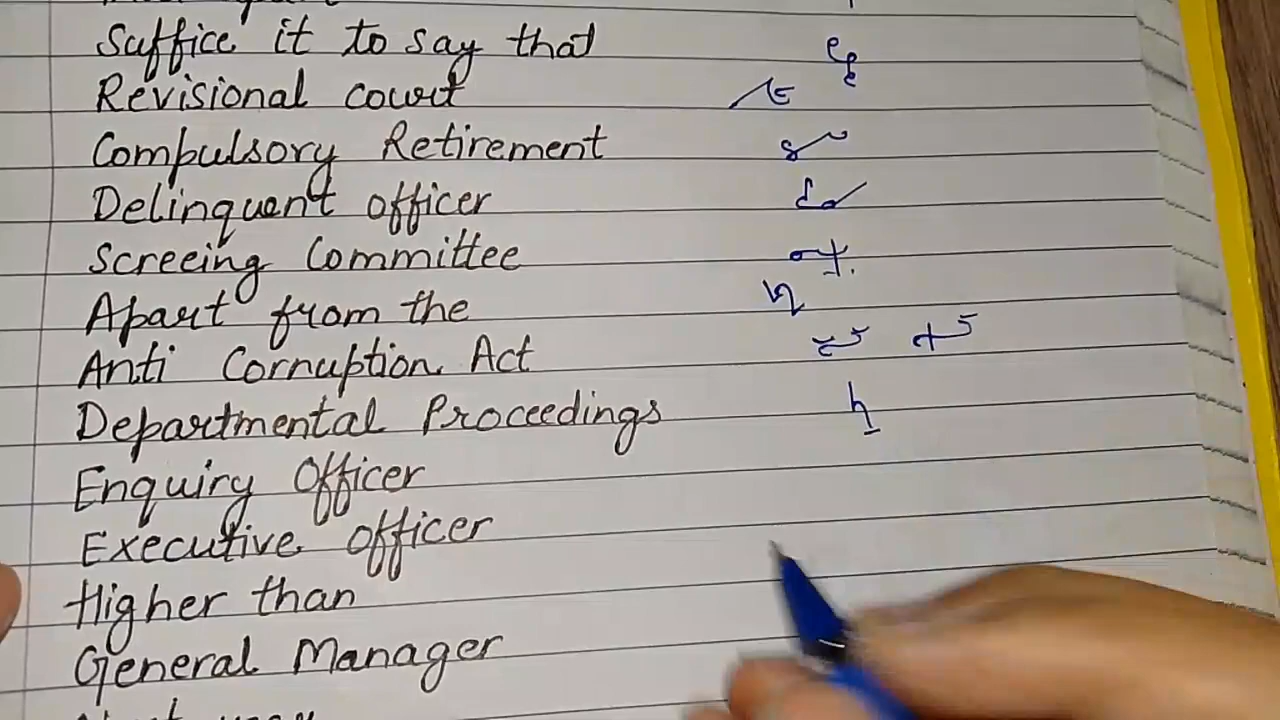 Suffice it to say that
Revisional court
Compulsory Retirement
Delinquent officer
Screeing Committee
Apart from the
Anti Corruption Act
Departmental Proceedings
Enquiry Officer
Executive officer
Higher than
General Manager